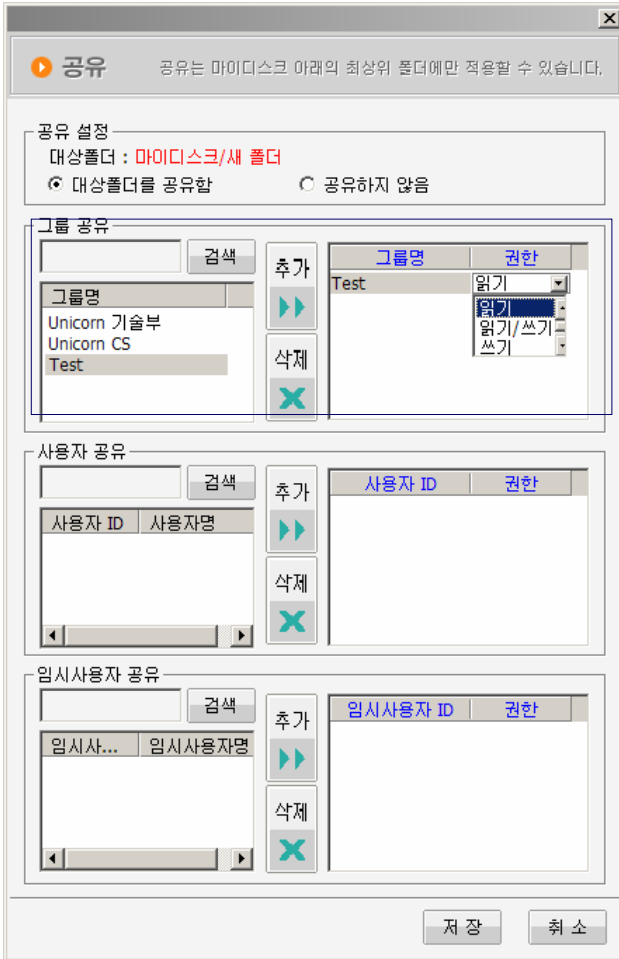 공유 공유는 마이디스크 아래의 최상위 폴더에만 적용할 수 있습니다.
공유 설정
대상폴더 : 마이디스크/새 폴더
대상폴더를 공유함 공유하지 않음
그룹 공유
검색 추가 그룹명 권한
Test 읽기
그룹명 읽기
Unicorn 기술부 읽기/쓰기
Unicorn CS 삭제 쓰기
Test
사용자 공유
검색 추가 사용자 ID 권한
사용자 ID 사용자명
삭제
임시사용자 공유
검색 추가 임시사용자 ID 권한
임시사... 임시사용자명
삭제
저 장 취 소